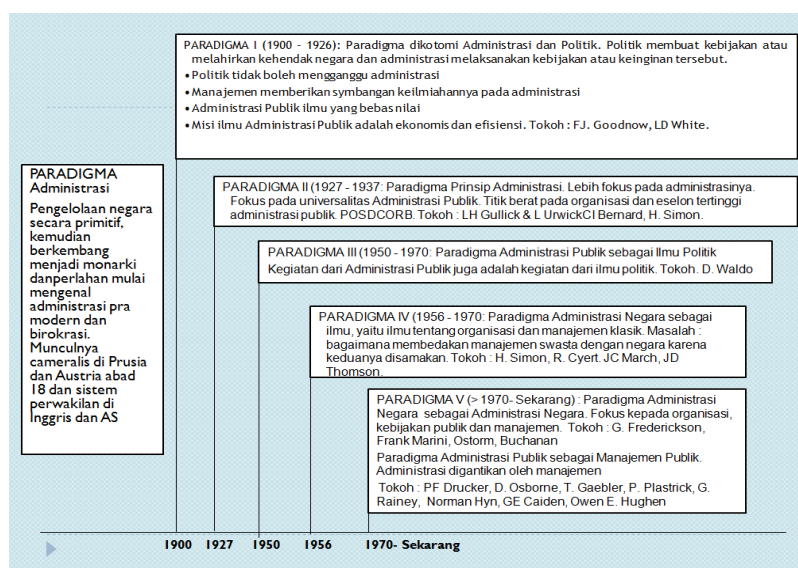 PARADIGMA I (1900 - 1926): Paradigma dikotomi Administrasi dan Politik. Politik membuat kebijakan atau
melahirkan kehendak negara dan administrasi melaksanakan kebijakan atau keinginan tersebut.
• Politik tidak boleh mengganggu administrasi
• Manajemen memberikan symbangan keilmiahannya pada administrasi
• Administrasi Publik ilmu yang bebas nilai
• Misi ilmu Administrasi Publik adalah ekonomis dan efisiensi. Tokoh : FJ. Goodnow, LD White.
PARADIGMA
Administrasi
Pengelolaan negara
secara primitif,
kemudian
berkembang
menjadi monarki
danperlahan mulai
mengenal
administrasi pra
modern dan
birokrasi.
Munculnya
cameralis di Prusia
dan Austria abad
18 dan sistem
perwakilan di
Inggris dan AS
PARADIGMA II (1927 - 1937: Paradigma Prinsip Administrasi. Lebih fokus pada administrasinya.
Fokus pada universalitas Administrasi Publik. Titik berat pada organisasi dan eselon tertinggi
administrasi publik. POSDCORB. Tokoh : LH Gullick & L UrwickCI Bernard, H. Simon.
PARADIGMA III (1950 - 1970: Paradigma Administrasi Publik sebagai Ilmu Politik
Kegiatan dari Administrasi Publik juga adalah kegiatan dari ilmu politik. Tokoh. D. Waldo
PARADIGMA IV (1956 - 1970: Paradigma Administrasi Negara sebagai
ilmu, yaitu ilmu tentang organisasi dan manajemen klasik. Masalah :
bagaimana membedakan manajemen swasta dengan negara karena
keduanya disamakan. Tokoh : H. Simon, R. Cyert. JC March, JD
Thomson.
PARADIGMA V (> 1970- Sekarang) : Paradigma Administrasi
Negara sebagai Administrasi Negara. Fokus kepada organisasi,
kebijakan publik dan manajemen. Tokoh : G. Frederickson,
Frank Marini, Ostorm, Buchanan
Paradigma Administrasi Publik sebagai Manajemen Publik.
Administrasi digantikan oleh manajemen
Tokoh : PF Drucker, D. Osborne, T. Gaebler, P. Plastrick, G.
Rainey, Norman Hyn, GE Caiden, Owen E. Hughen
1900 1927 1950 1956 1970- Sekarang